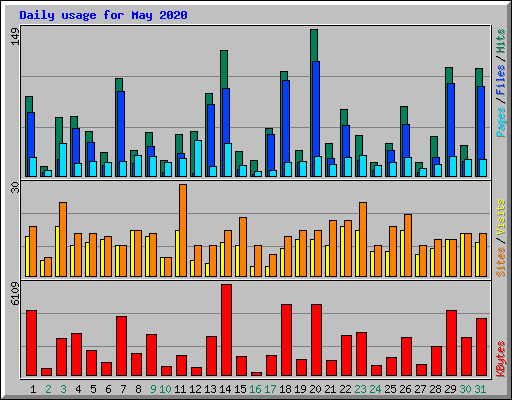 Daily usage for May 2020
149
Pages / Files / Hits
30
Sites / Visits
6109
KBytes
1 2 3 4 5 6 7 8 9 10 11 12 13 14 15 16 17 18 19 20 21 22 23 24 25 26 27 28 29 30 31